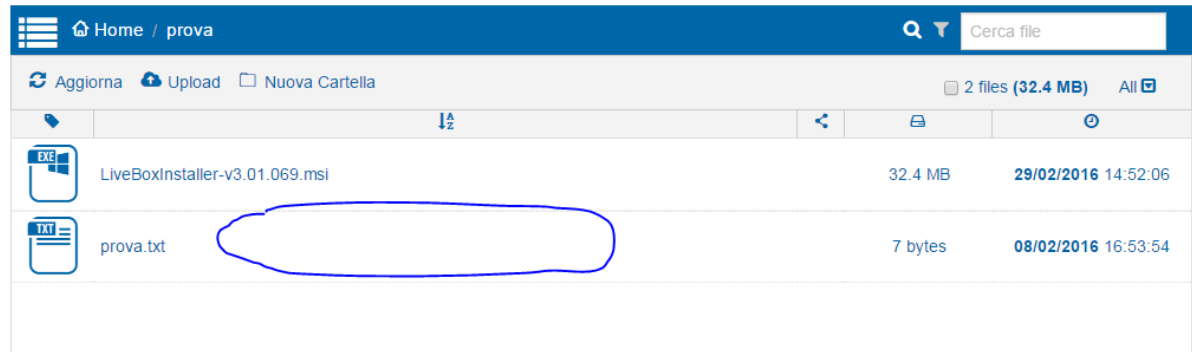 Home / prova Cerca file
Aggiorna Upload Nuova Cartella 2 files (32.4 MB) All
A Z
EXE LiveBoxInstaller-v3.01.069.msi 32.4 MB 29/02/2016 14:52:06
TXT prova.txt 7 bytes 08/02/2016 16:53:54